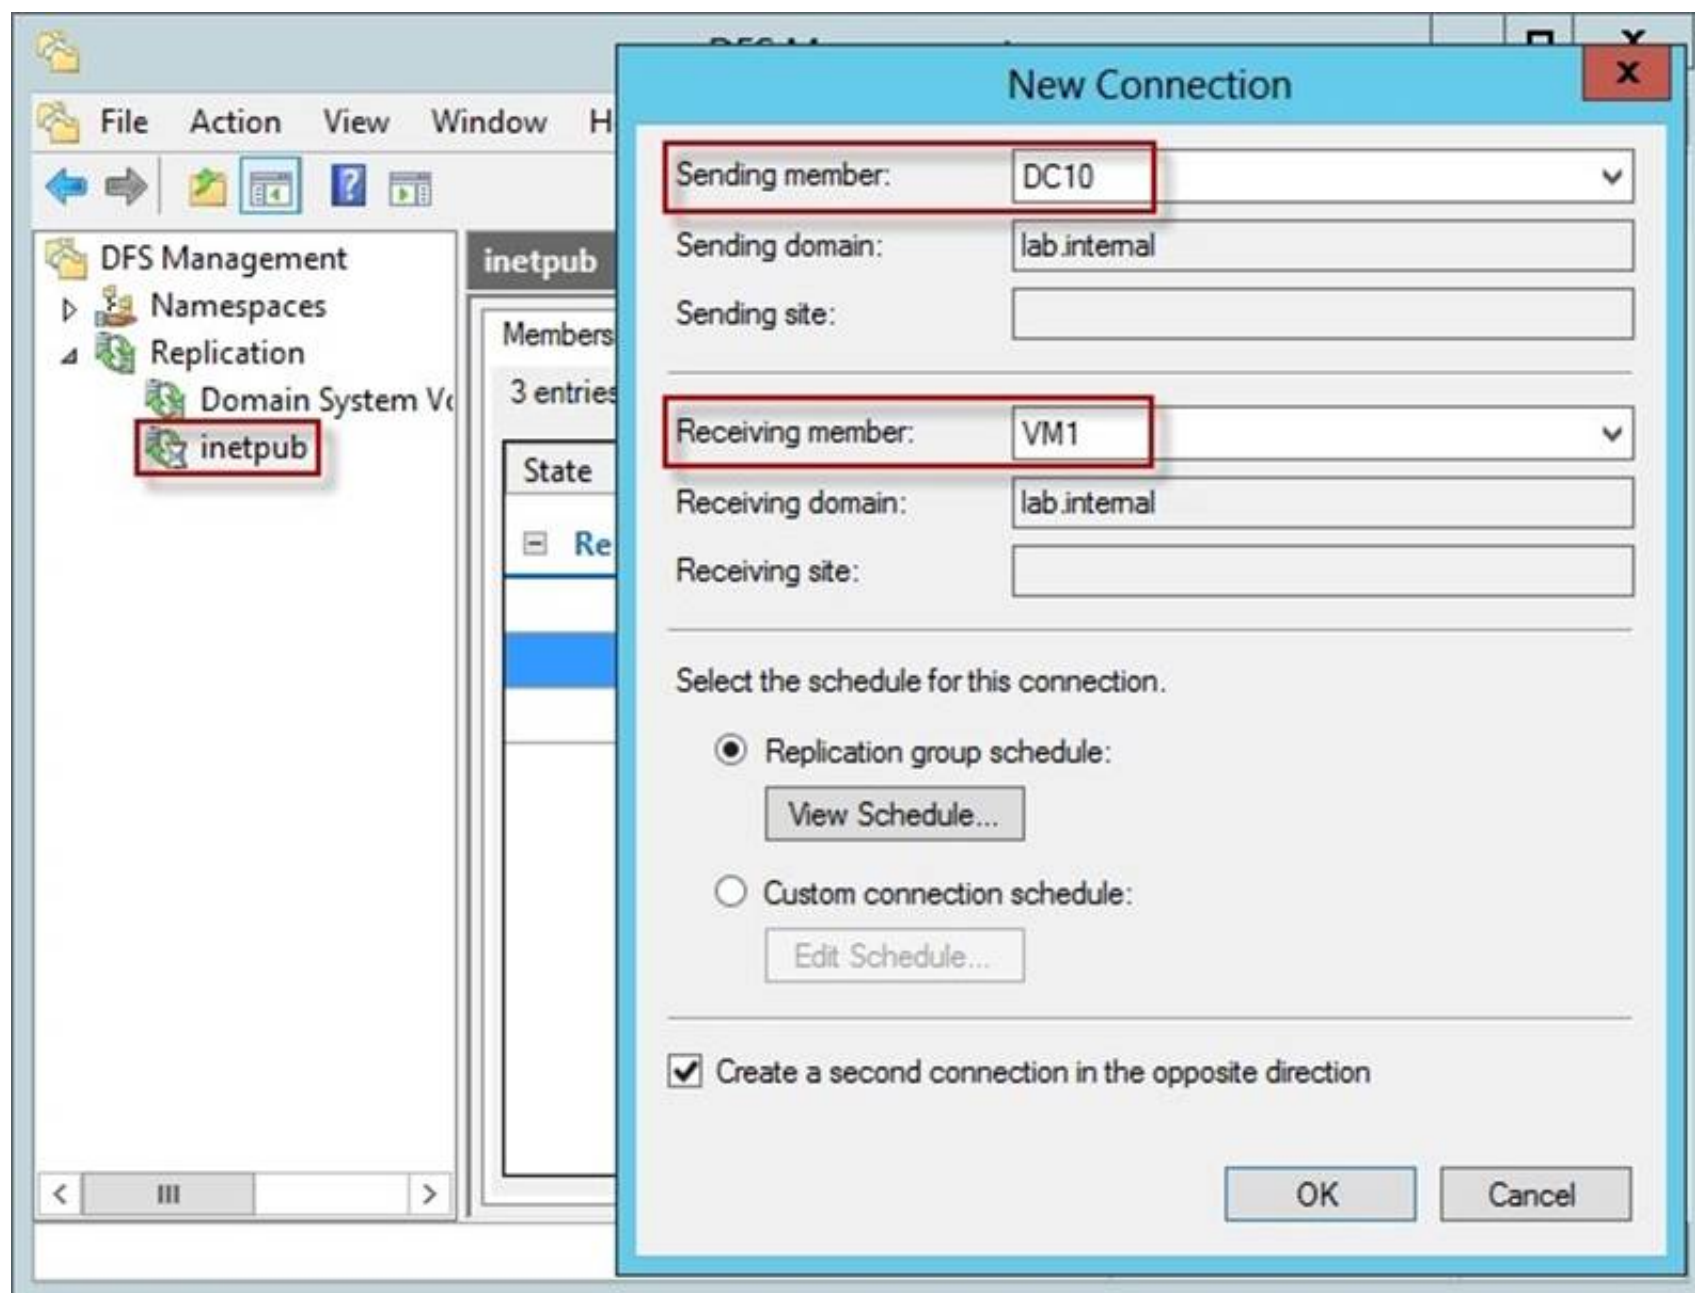 New Connection
File Action View Window
DFS Management
Namespaces
Replication
Domain System
inetpub
inetpub
Members
3 entries
State
Sending member: DC10
Sending domain: lab.internal
Sending site:
Receiving member: VM1
Receiving domain: lab.internal
Receiving site:
Select the schedule for this connection.
Replication group schedule:
View Schedule...
Custom connection schedule:
Edit Schedule...
Create a second connection in the opposite direction
OK Cancel